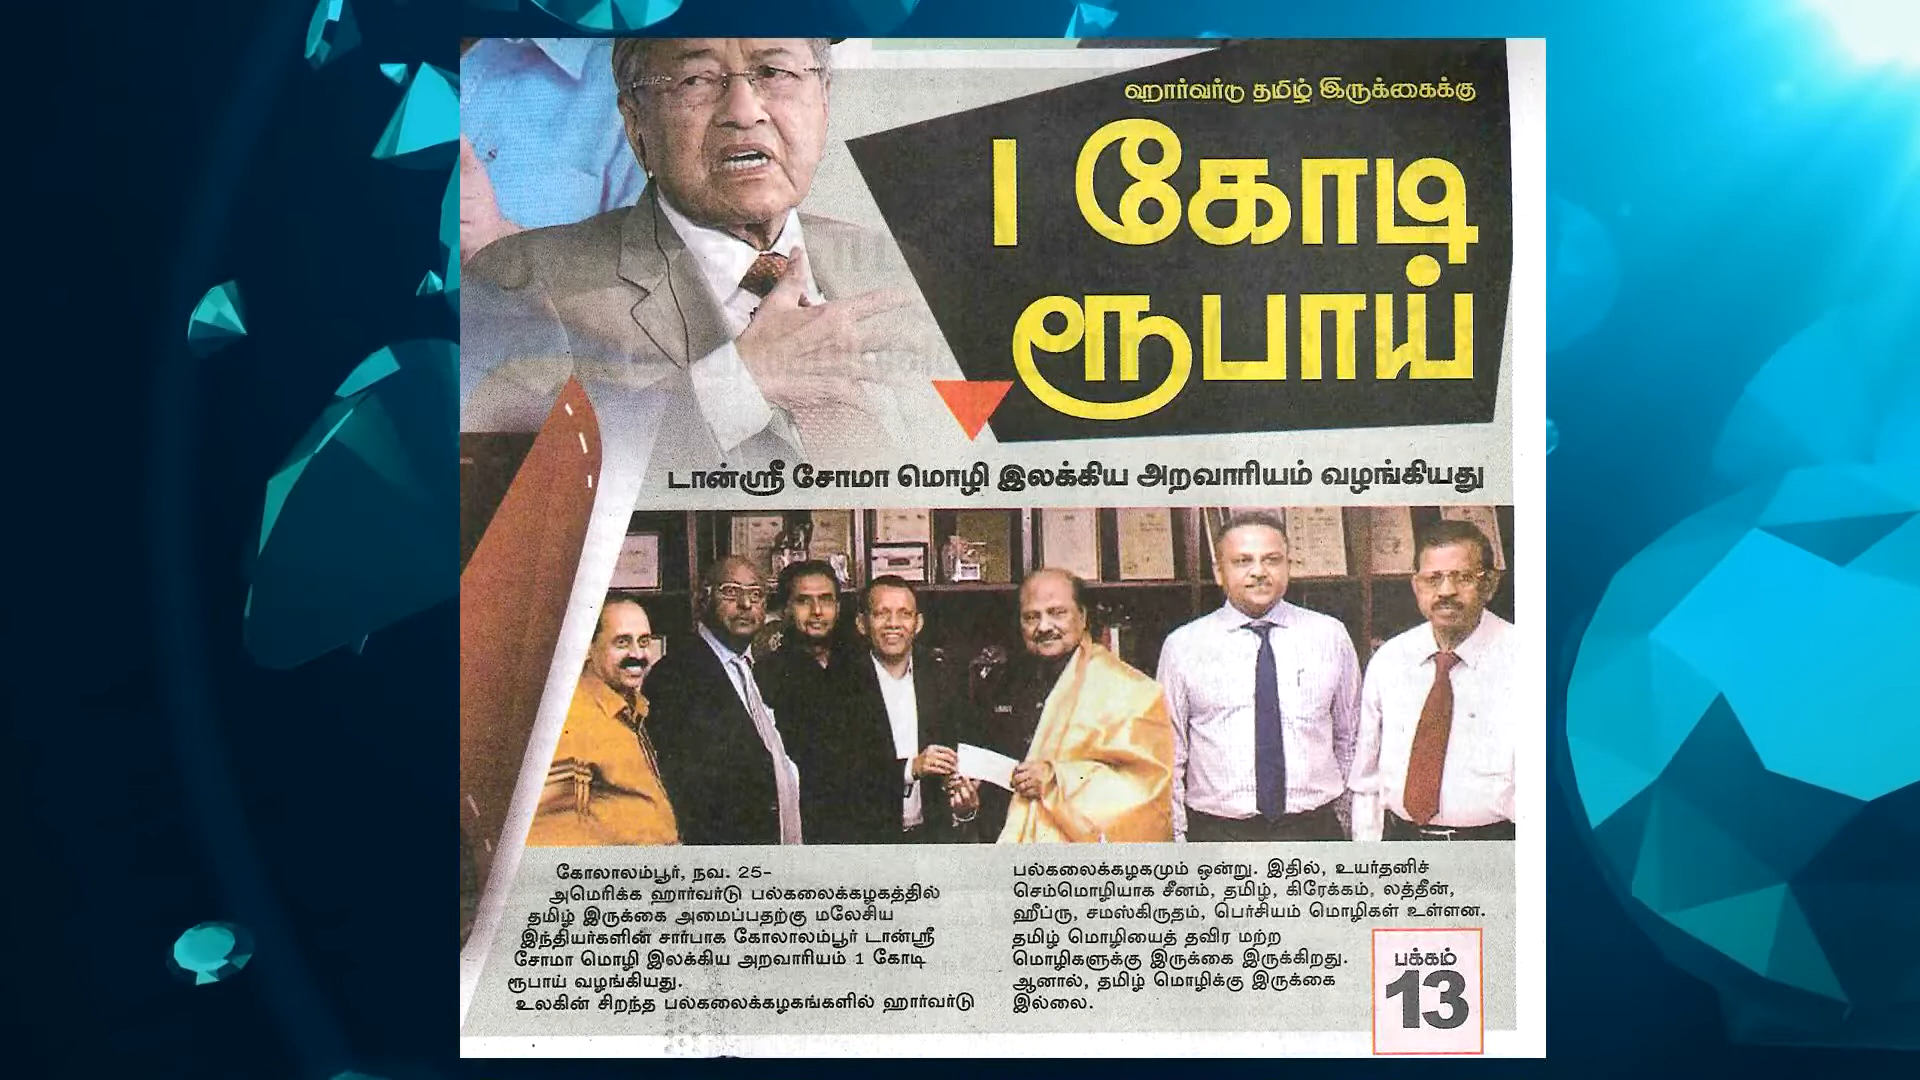 ஹார்வர்டு தமிழ் இருக்கைக்கு
1 கோடி
ரூபாய்
டான்ஸ்ரீ சோமா மொழி இலக்கிய அறவாரியம் வழங்கியது
கோலாலம்பூர், நவ. 25-
அமெரிக்க ஹார்வர்டு பல்கலைக்கழகத்தில்
தமிழ் இருக்கை அமைப்பதற்கு மலேசிய
இந்தியர்களின் சார்பாக கோலாலம்பூர் டான்ஸ்ரீ
சோமா மொழி இலக்கிய அறவாரியம் 1 கோடி
ரூபாய் வழங்கியது.
உலகின் சிறந்த பல்கலைக்கழகங்களில் ஹார்வர்டு
பல்கலைக்கழகமும் ஒன்று. இதில், உயர்தனிச்
செம்மொழியாக சீனம், தமிழ், கிரேக்கம், லத்தீன்,
ஹீப்ரு, சமஸ்கிருதம், பெர்சியம் மொழிகள் உள்ளன.
தமிழ் மொழியைத் தவிர மற்ற
மொழிகளுக்கு இருக்கை இருக்கிறது.
ஆனால், தமிழ் மொழிக்கு இருக்கை
இல்லை.
பக்கம்
13